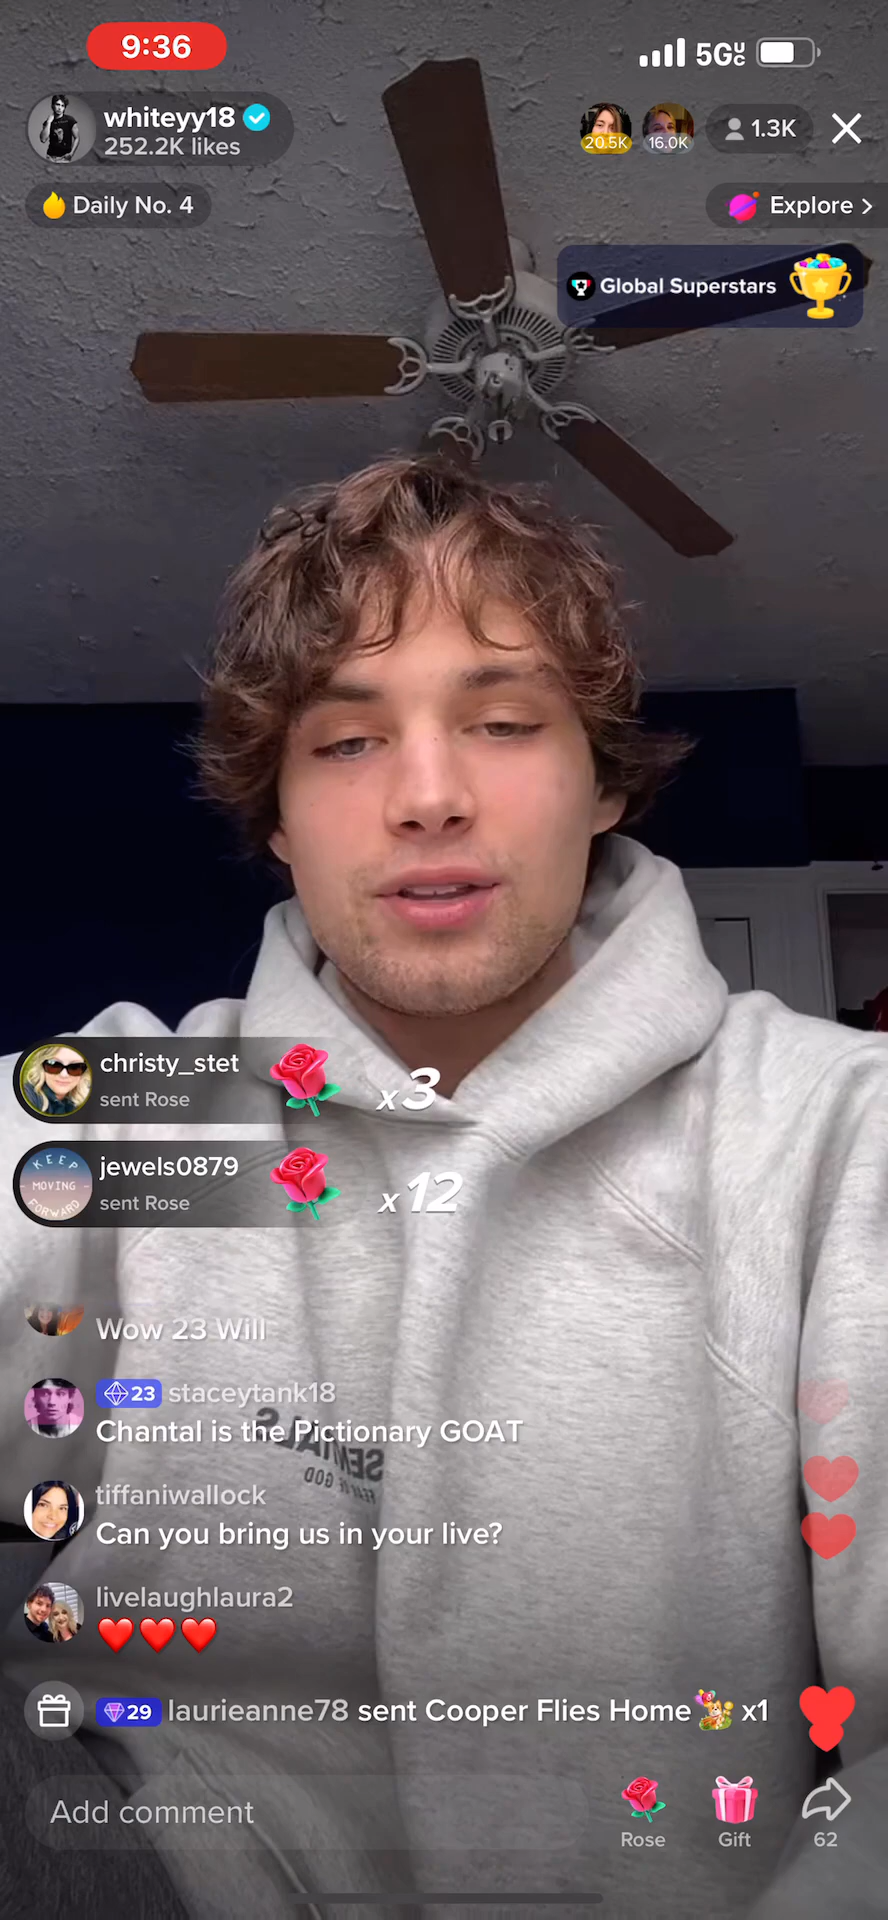 9:36
5GUC
whiteyy18
252.2K likes
20.5K
16.0K
1.3K
Daily No. 4
Explore >
Global Superstars
christy_stet
sent Rose
x3
KEEP
MOVING
FORWARD
jewels0879
sent Rose
x12
Wow 23 Will
23 staceytank18
Chantal is the Pictionary GOAT
tiffaniwallock
Can you bring us in your live?
livelaughlaura2
❤️❤️❤️
29 laurieanne78 sent Cooper Flies Home x1
Add comment
Rose
Gift
62